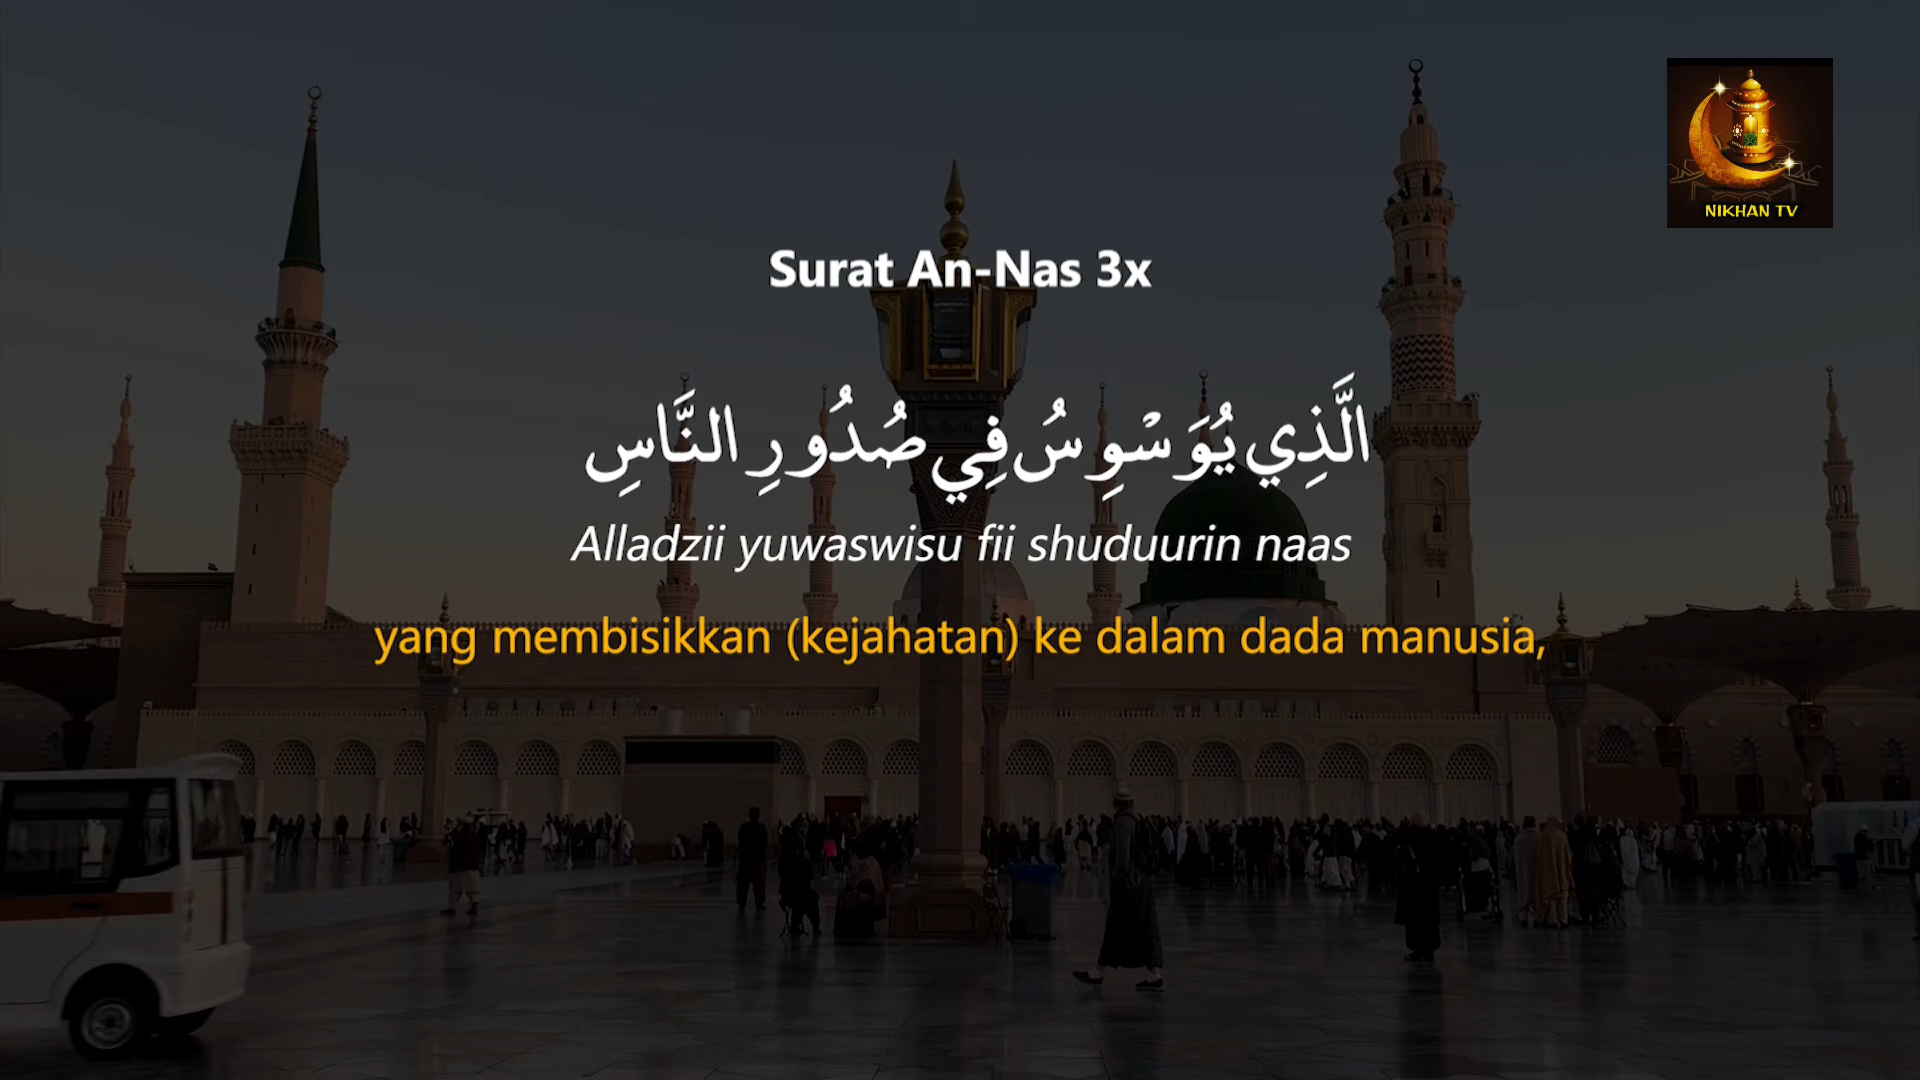 NIKHAN TV
Surat An-Nas 3x
الَّذِي يُوَسْوِسُ فِي صُدُورِ النَّاسِ
Alladzii yuwaswisu fii shuduurin naas
yang membisikkan (kejahatan) ke dalam dada manusia,